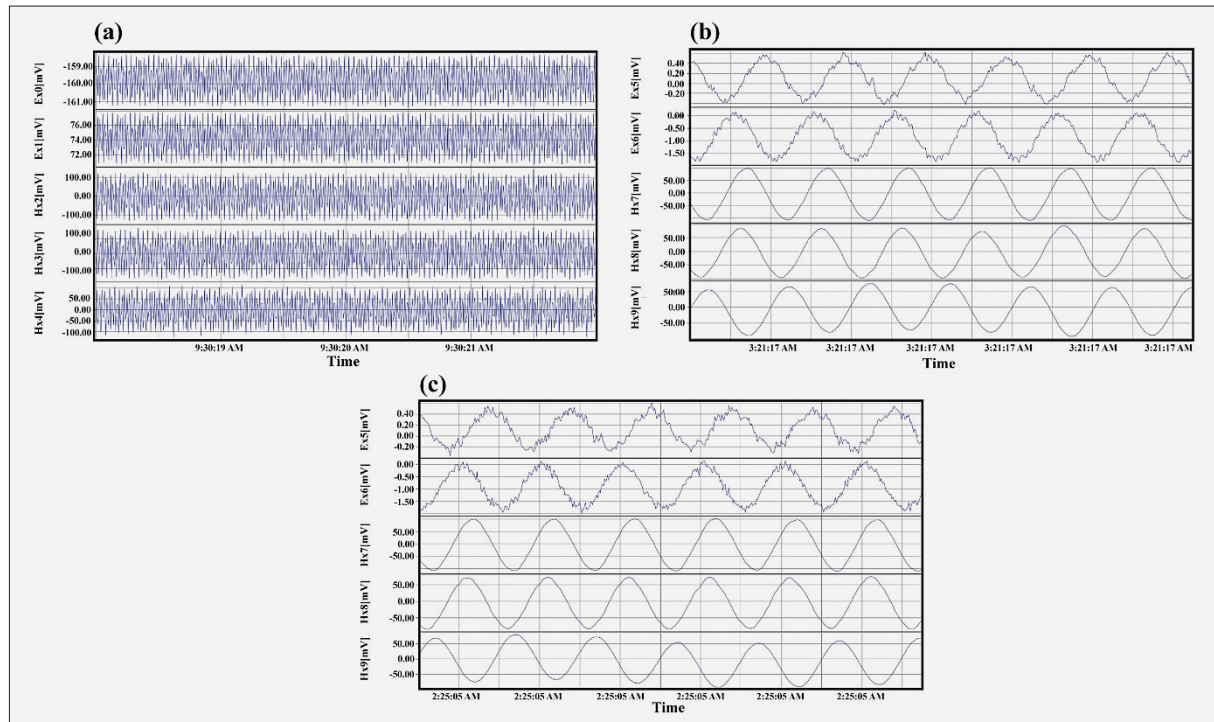 (a)
Ex0[mV]
-159.00
-160.00
-161.00
Ex1[mV]
76.00
74.00
72.00
Hx2[mV]
100.00
0.00
-100.00
Hx3[mV]
100.00
0.00
-100.00
Hx4[mV]
50.00
0.00
-50.00
-100.00
9:30:19 AM 9:30:20 AM 9:30:21 AM
Time
(b)
Ex5[mV]
0.40
0.20
0.00
-0.20
Ex6[mV]
0.00
-0.50
-1.50
Hx7[mV]
50.00
0.00
-50.00
Hx8[mV]
50.00
0.00
-50.00
Hx9[mV]
50.00
0.00
-50.00
3:21:17 AM 3:21:17 AM 3:21:17 AM 3:21:17 AM 3:21:17 AM 3:21:17 AM
Time
(c)
Ex5[mV]
0.40
0.20
0.00
-0.20
Ex6[mV]
0.00
-0.50
-1.00
-1.50
Hx7[mV]
50.00
0.00
-50.00
Hx8[mV]
50.00
0.00
-50.00
Hx9[mV]
50.00
0.00
-50.00
2:25:05 AM 2:25:05 AM 2:25:05 AM 2:25:05 AM 2:25:05 AM 2:25:05 AM
Time